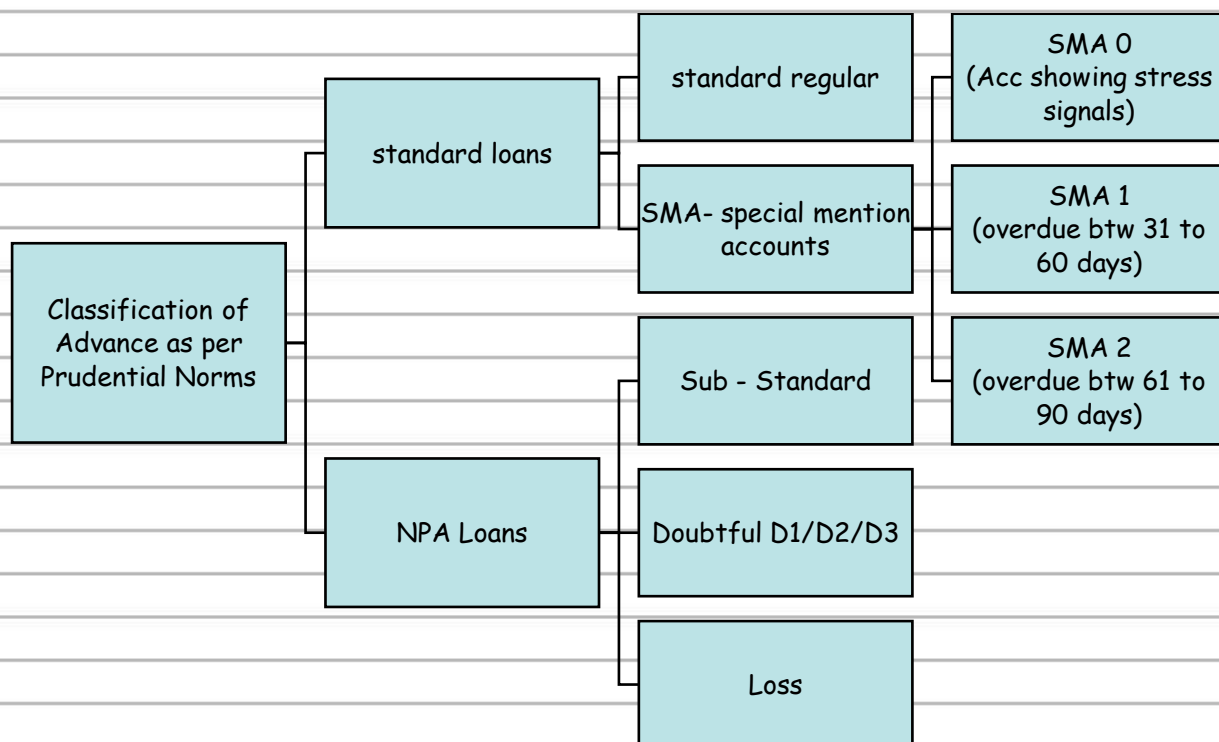 Classification of
Advance as per
Prudential Norms
standard loans
standard regular
SMA- special mention
accounts
SMA 0
(Acc showing stress
signals)
SMA 1
(overdue btw 31 to
60 days)
SMA 2
(overdue btw 61 to
90 days)
NPA Loans
Sub - Standard
Doubtful D1/D2/D3
Loss